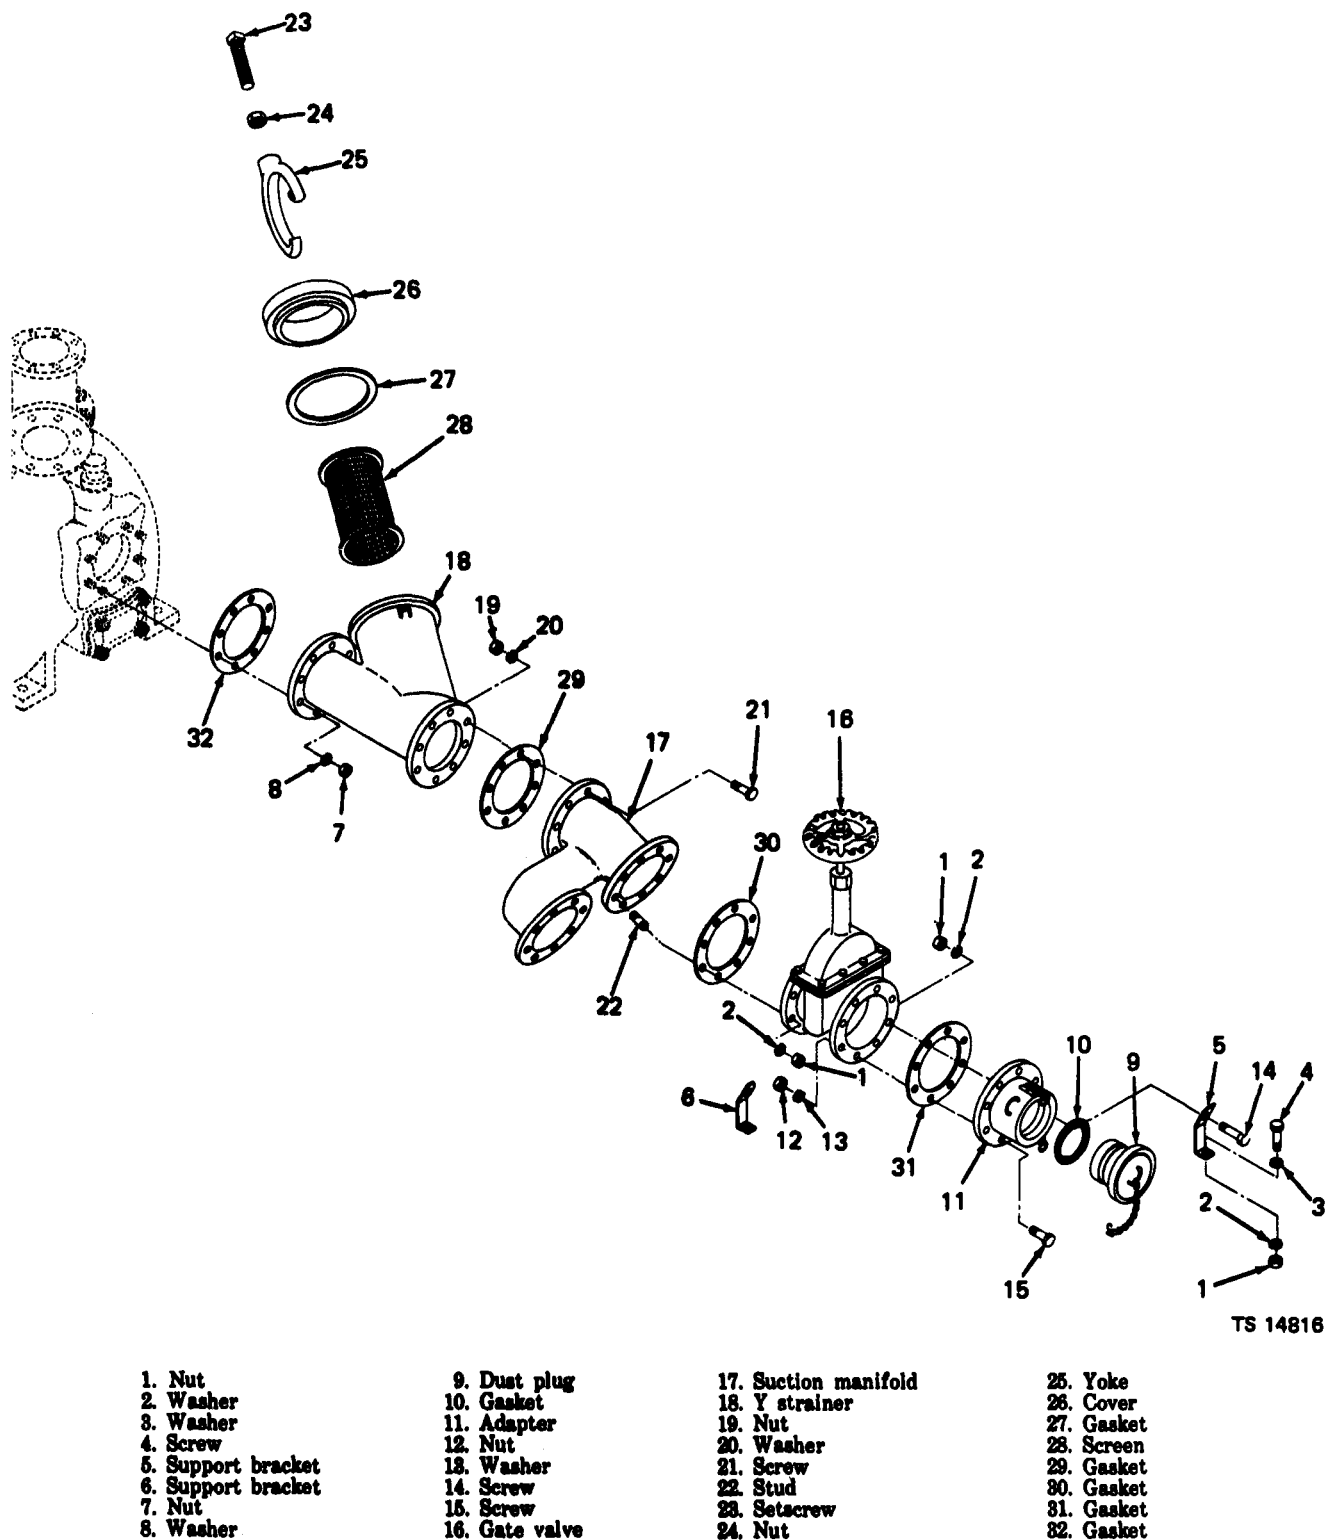 23
24
25
26
27
28
18
19
20
29
21
16
17
32
8
7
30
1
2
22
2
1
10
9
5
14
4
6
12
13
31
11
2
3
15
1
TS 14816
1. Nut
2. Washer
3. Washer
4. Screw
5. Support bracket
6. Support bracket
7. Nut
8. Washer
9. Dust plug
10. Gasket
11. Adapter
12. Nut
13. Washer
14. Screw
15. Screw
16. Gate valve
17. Suction manifold
18. Y strainer
19. Nut
20. Washer
21. Screw
22. Stud
23. Setscrew
24. Nut
25. Yoke
26. Cover
27. Gasket
28. Screen
29. Gasket
30. Gasket
31. Gasket
32. Gasket